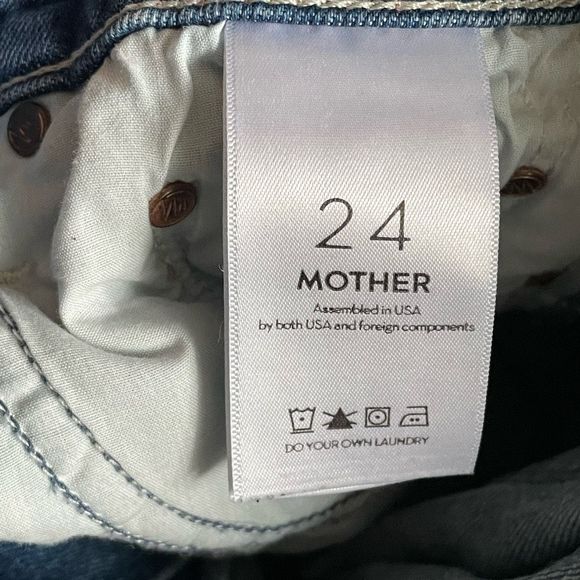 24
MOTHER
Assembled in USA
by both USA and foreign components
DO YOUR OWN LAUNDRY